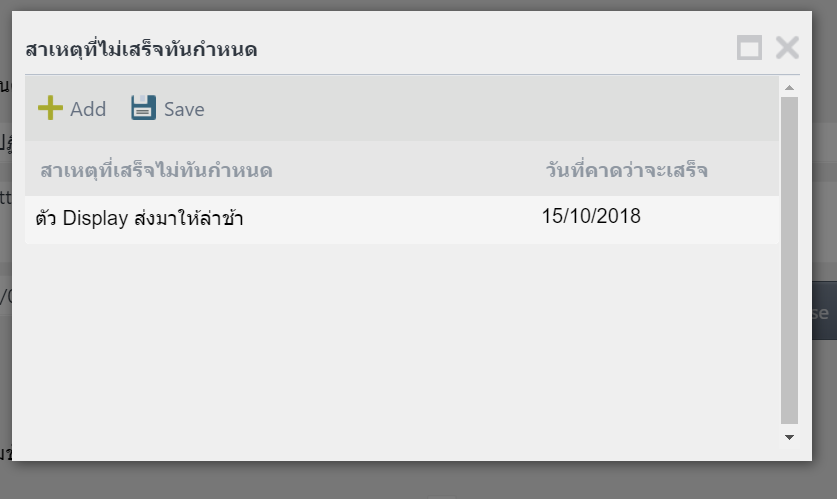 สาเหตุที่ไม่เสร็จทันกำหนด
Add Save
สาเหตุที่เสร็จไม่ทันกำหนด วันที่คาดว่าจะเสร็จ
ตัว Display ส่งมาให้ล่าช้า 15/10/2018